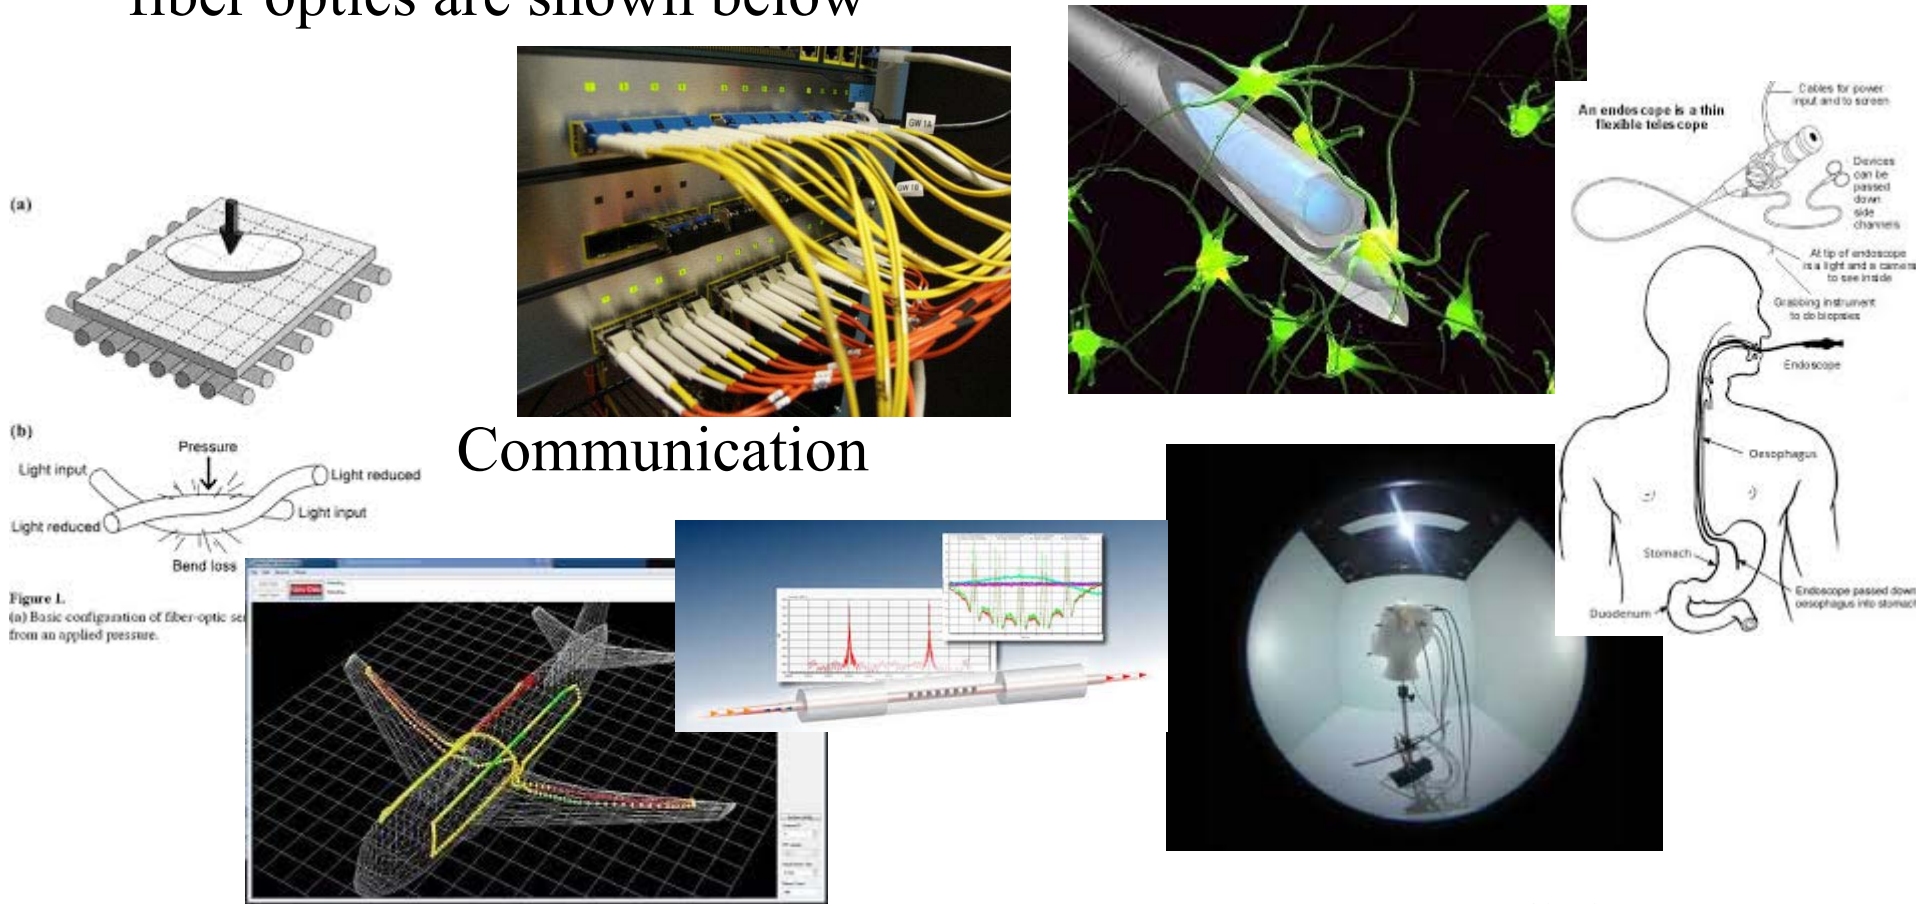 fiber optics are shown below
(a)
(b)
Pressure
Light input
Light reduced
Light reduced
Light input
Bend loss
Figure 1.
(a) Basic configuration of fiber-optic
from an applied pressure.
GW 1A
GW 1B
Communication
An endoscope is a thin
flexible telescope
Cables for power
input and to screen
Devices
can be
passed
down
side
channels
At tip of endoscope
is a light and a camera
to see inside
Grabbing instrument
to do biopsies
Endoscope
Oesophagus
Stomach
Duodenum
Endoscope passed down
oesophagus into stomach